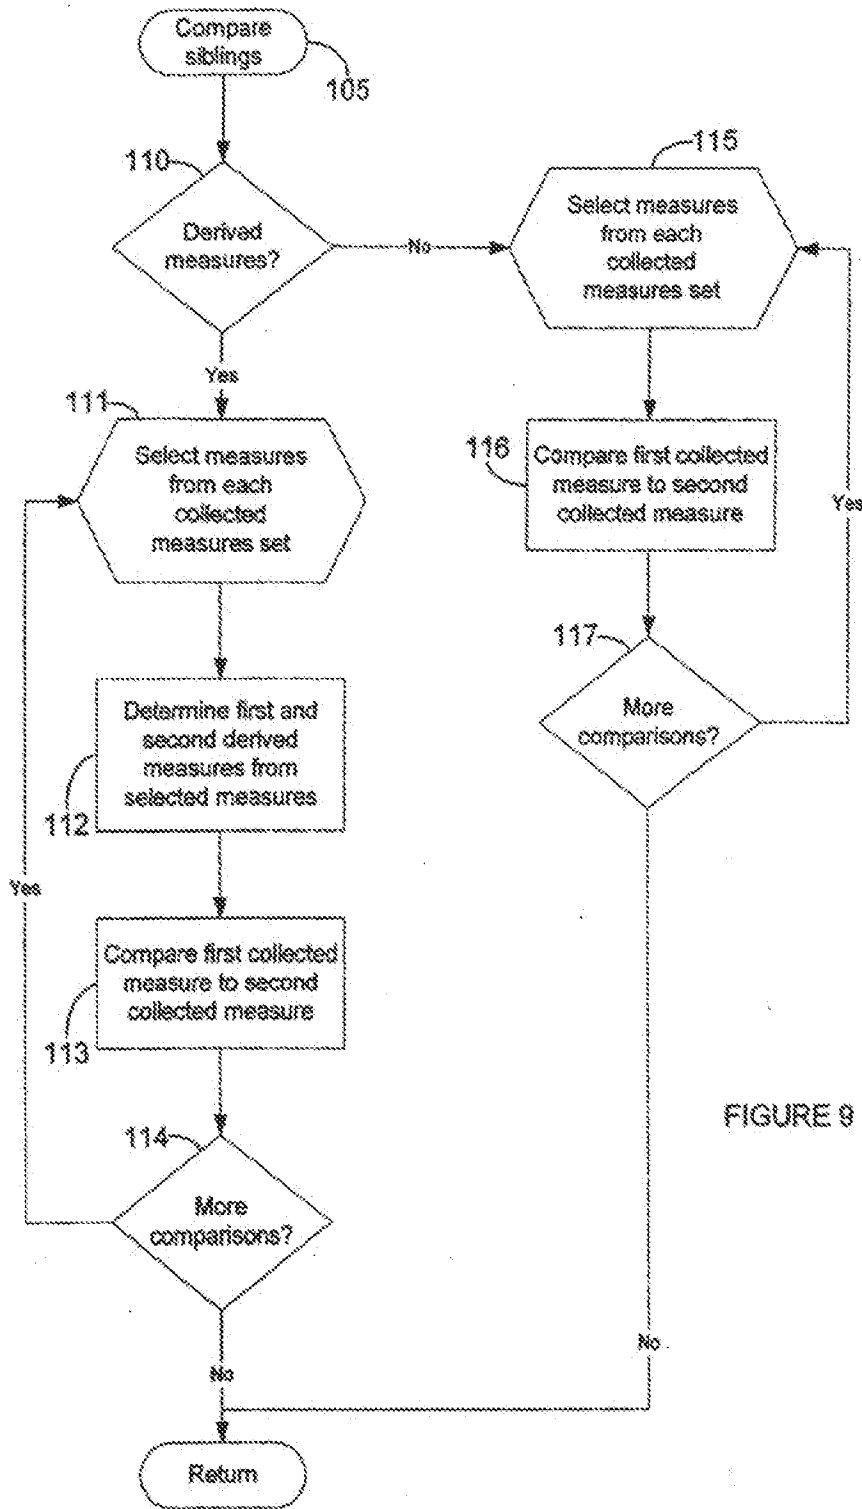 Compare
siblings
105
110
Derived
measures?
No
Yes
111
Select measures
from each
collected
measures set
112
Determine first and
second derived
measures from
selected measures
113
Compare first collected
measure to second
collected measure
114
More
comparisons?
Yes
No
115
Select measures
from each
collected
measures set
116
Compare first collected
measure to second
collected measure
117
More
comparisons?
Yes
No
Return
FIGURE 9